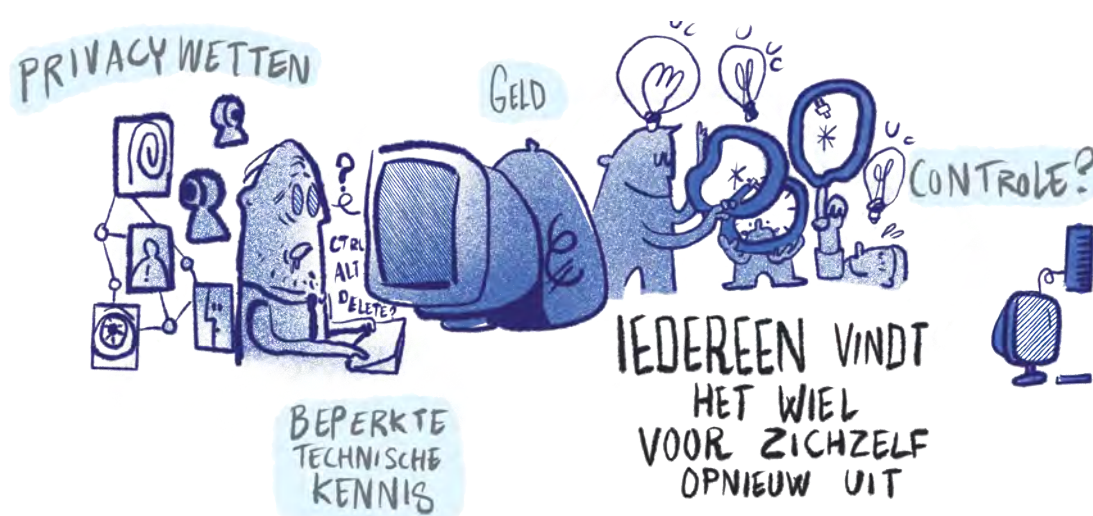 PRIVACY WETTEN
GELD
CONTROLE?
?
CTRL
ALT
DELETE?
IEDEREEN VINDT
HET WIEL
VOOR ZICHZELF
OPNIEUW UIT
BEPERKTE
TECHNISCHE
KENNIS